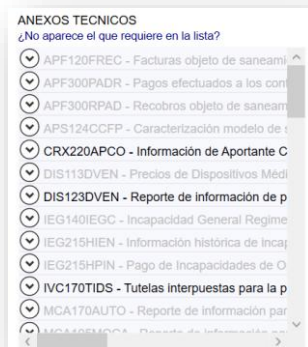 ANEXOS TECNICOS
¿No aparece el que requiere en la lista?
APF120FREC - Facturas objeto de saneami
APF300PADR - Pagos efectuados a los cont
APF300RPAD - Recobros objeto de saneam
APS124CCFP - Caracterización modelo de s
CRX220APCO - Información de Aportante C
DIS113DVEN - Precios de Dispositivos Médi
DIS123DVEN - Reporte de información de p
IEG140IEGC - Incapacidad General Regime
IEG215HIEN - Información histórica de incap
IEG215HPIN - Pago de Incapacidades de O
IVC170TIDS - Tutelas interpuestas para la p
MCA170AUTO - Reporte de información par